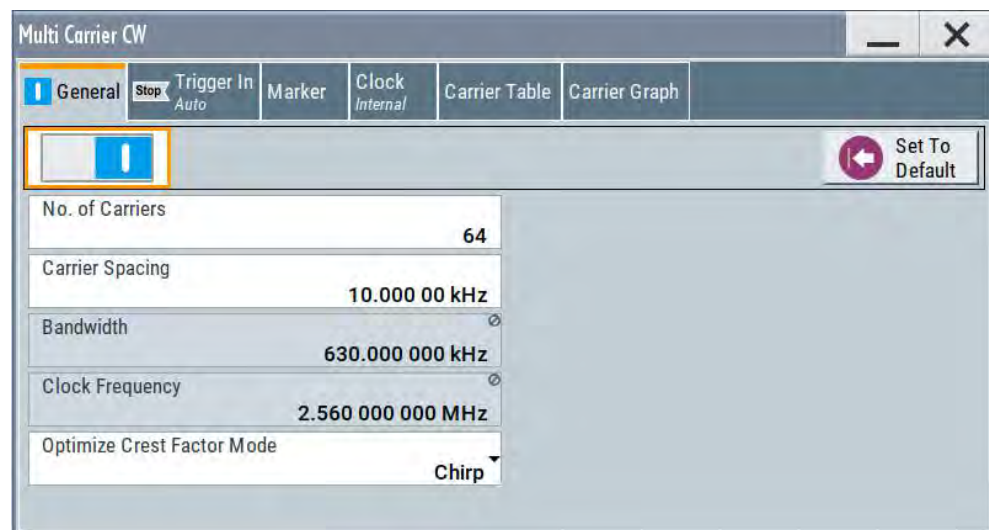 Multi Carrier CW
General
Stop
Trigger In
Auto
Marker
Clock
Internal
Carrier Table
Carrier Graph
Set To
Default
No. of Carriers
64
Carrier Spacing
10.000 00 kHz
Bandwidth
630.000 000 kHz
Clock Frequency
2.560 000 000 MHz
Optimize Crest Factor Mode
Chirp